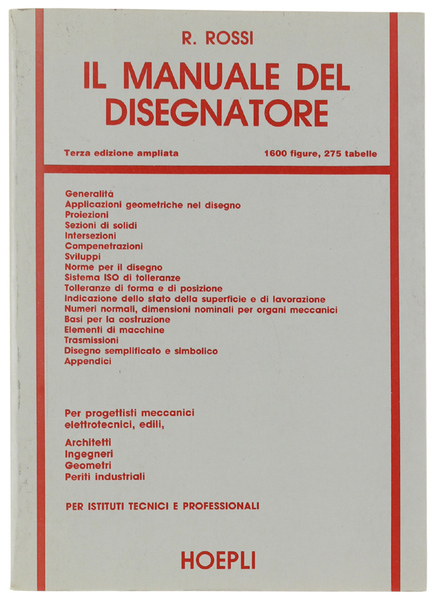 R. ROSSI
IL MANUALE DEL
DISEGNATORE
Terza edizione ampliata 1600 figure, 275 tabelle
Generalità
Applicazioni geometriche nel disegno
Proiezioni
Sezioni di solidi
Intersezioni
Compenetrazioni
Sviluppi
Norme per il disegno
Sistema ISO di tolleranze
Tolleranze di forma e di posizione
Indicazione dello stato della superficie e di lavorazione
Numeri normali, dimensioni nominali per organi meccanici
Basi per la costruzione
Elementi di macchine
Trasmissioni
Disegno semplificato e simbolico
Appendici
Per progettisti meccanici
elettrotecnici, edili,
Architetti
Ingegneri
Geometri
Periti industriali
PER ISTITUTI TECNICI E PROFESSIONALI
HOEPLI